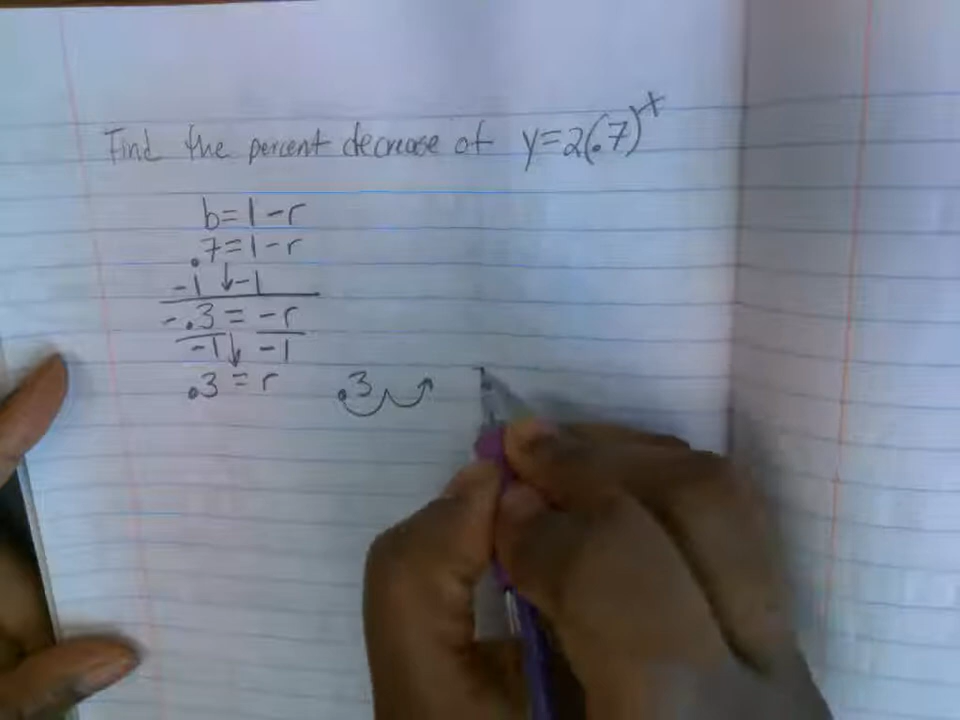 Find the percent decrease of y=2(.7)^x
b=1-r
.7=1-r
-1 ↓-1
-.3 = -r
-1 ↓ -1
.3 = r .3